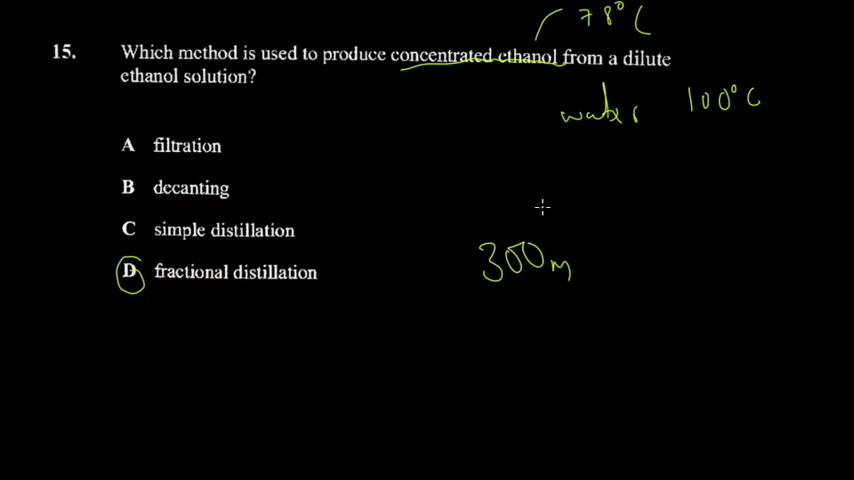 78°C
15. Which method is used to produce concentrated ethanol from a dilute
ethanol solution?
water 100°C
A filtration
B decanting
C simple distillation
D fractional distillation
300m